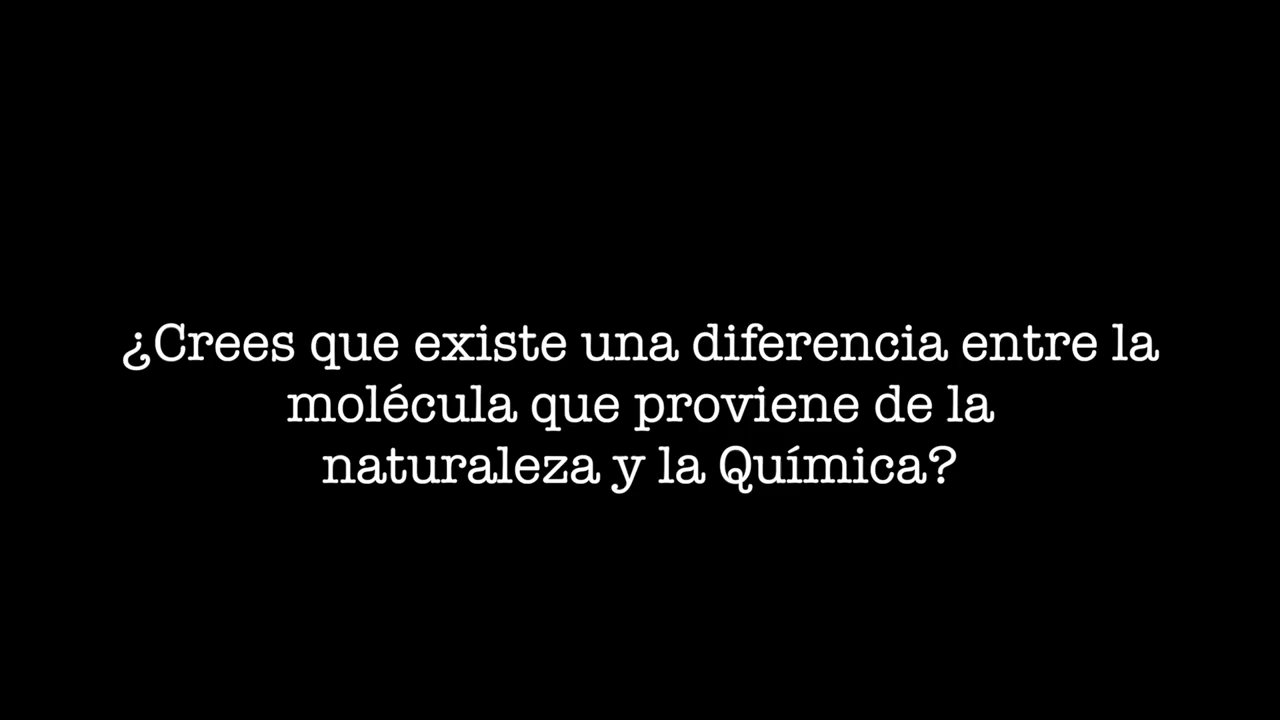 ¿Crees que existe una diferencia entre la
molécula que proviene de la
naturaleza y la Química?